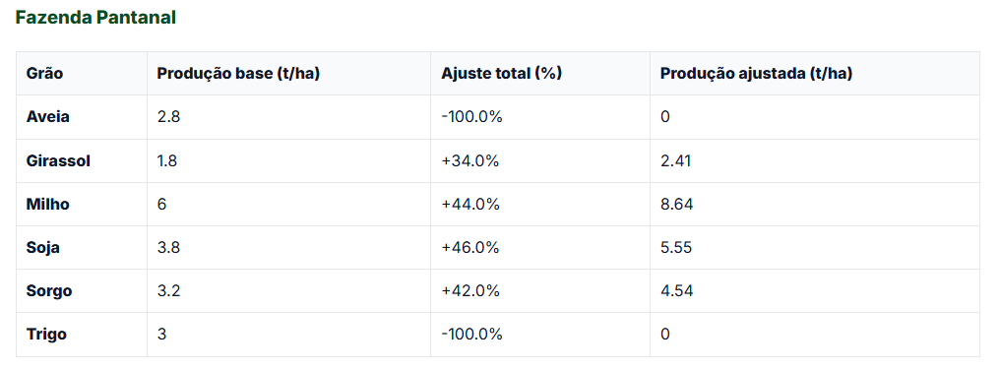 Fazenda Pantanal
Grão Produção base (t/ha) Ajuste total (%) Produção ajustada (t/ha)
Aveia 2.8 -100.0% 0
Girassol 1.8 +34.0% 2.41
Milho 6 +44.0% 8.64
Soja 3.8 +46.0% 5.55
Sorgo 3.2 +42.0% 4.54
Trigo 3 -100.0% 0